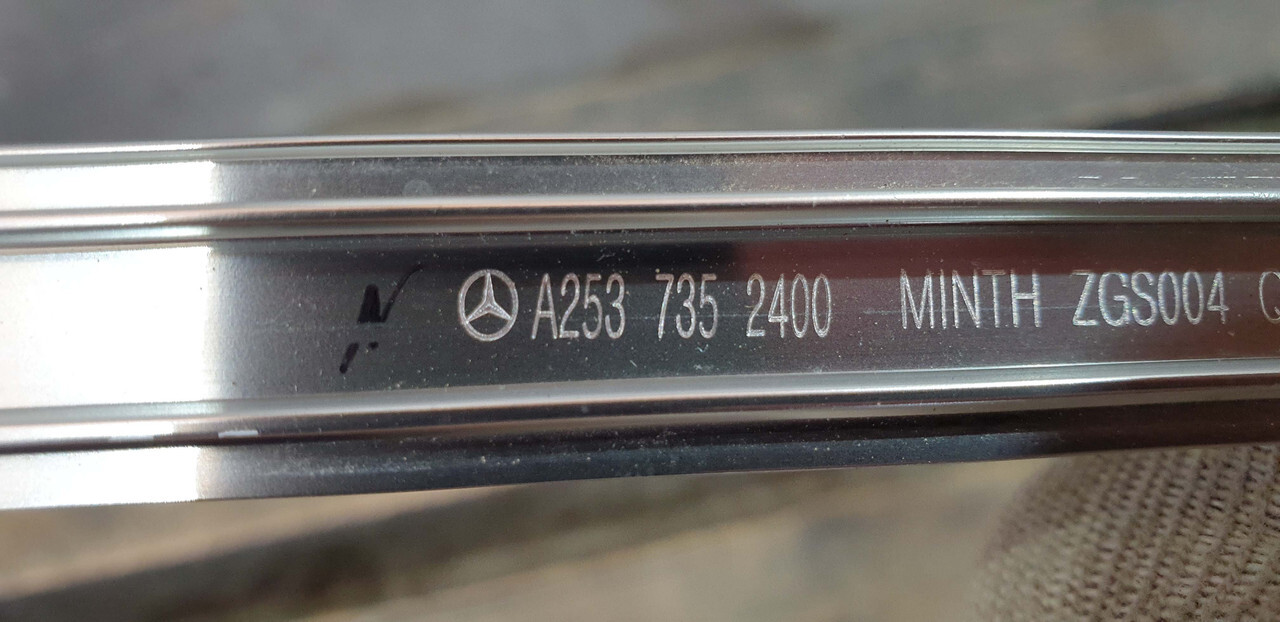 A253 735 2400 MINTH ZGS004